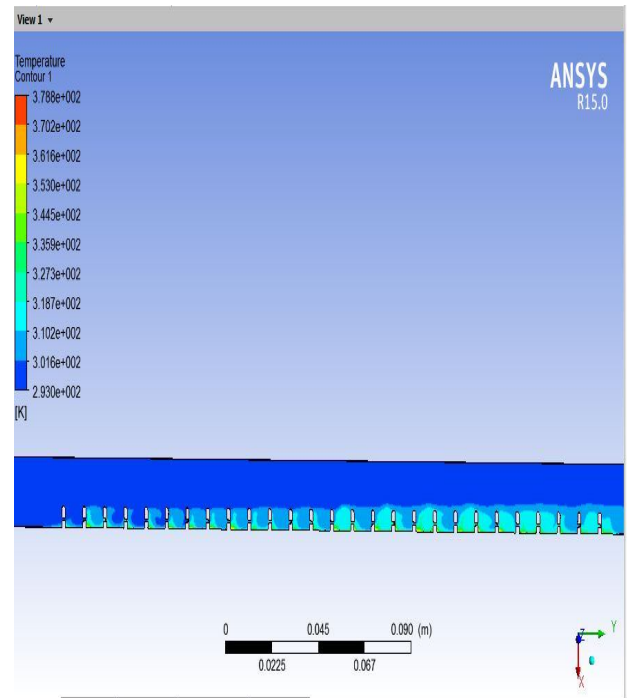 View 1
Temperature
Contour 1
3.788e+002
3.702e+002
3.616e+002
3.530e+002
3.445e+002
3.359e+002
3.273e+002
3.187e+002
3.102e+002
3.016e+002
2.930e+002
[K]
ANSYS
R15.0
0 0.045 0.090 (m)
0.0225 0.067
Z Y
X